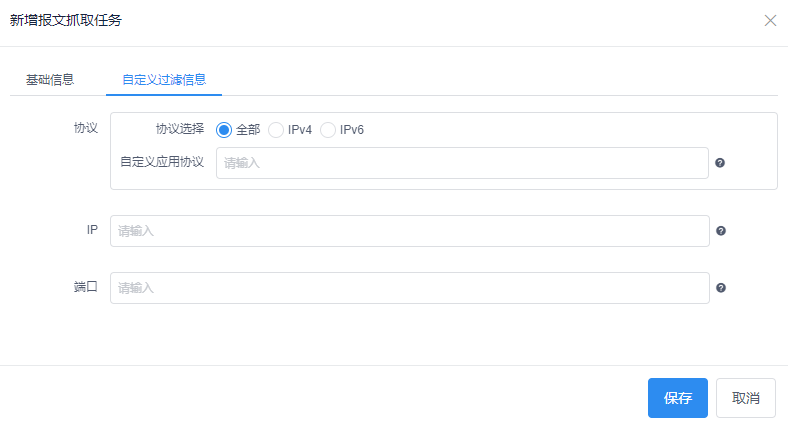 新增报文抓取任务
基础信息 自定义过滤信息
协议 协议选择 全部 IPv4 IPv6
自定义应用协议 请输入
IP 请输入
端口 请输入
保存 取消